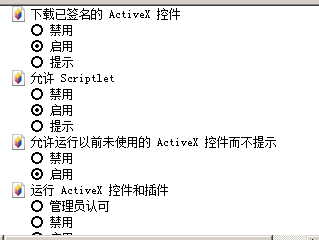 下载已签名的 ActiveX 控件
禁用
启用
提示
允许 Scriptlet
禁用
启用
提示
允许运行以前未使用的 ActiveX 控件而不提示
禁用
启用
运行 ActiveX 控件和插件
管理员认可
禁用